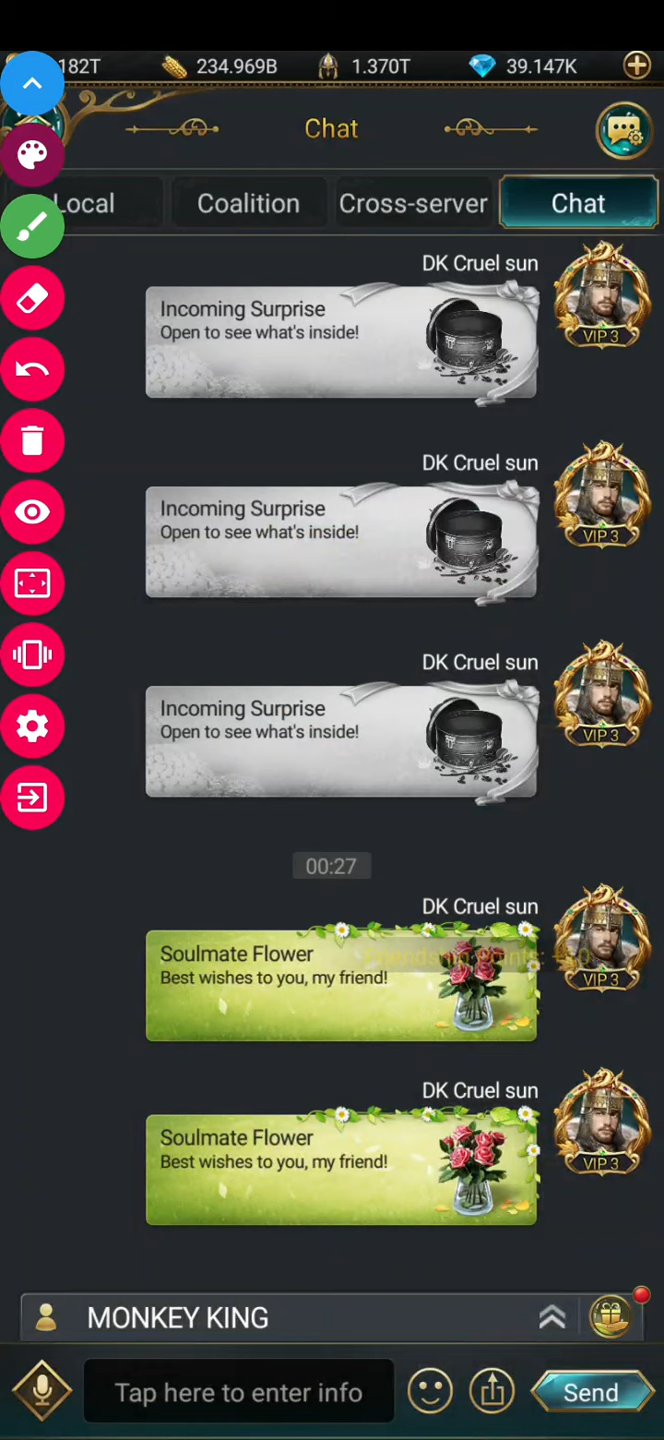 182T 234.969B 1.370T 39.147K
Chat
Local Coalition Cross-server Chat
DK Cruel sun
Incoming Surprise
Open to see what's inside!
VIP 3
DK Cruel sun
Incoming Surprise
Open to see what's inside!
VIP 3
DK Cruel sun
Incoming Surprise
Open to see what's inside!
VIP 3
00:27
DK Cruel sun
Soulmate Flower
Best wishes to you, my friend!
VIP 3
DK Cruel sun
Soulmate Flower
Best wishes to you, my friend!
VIP 3
MONKEY KING
Tap here to enter info
Send